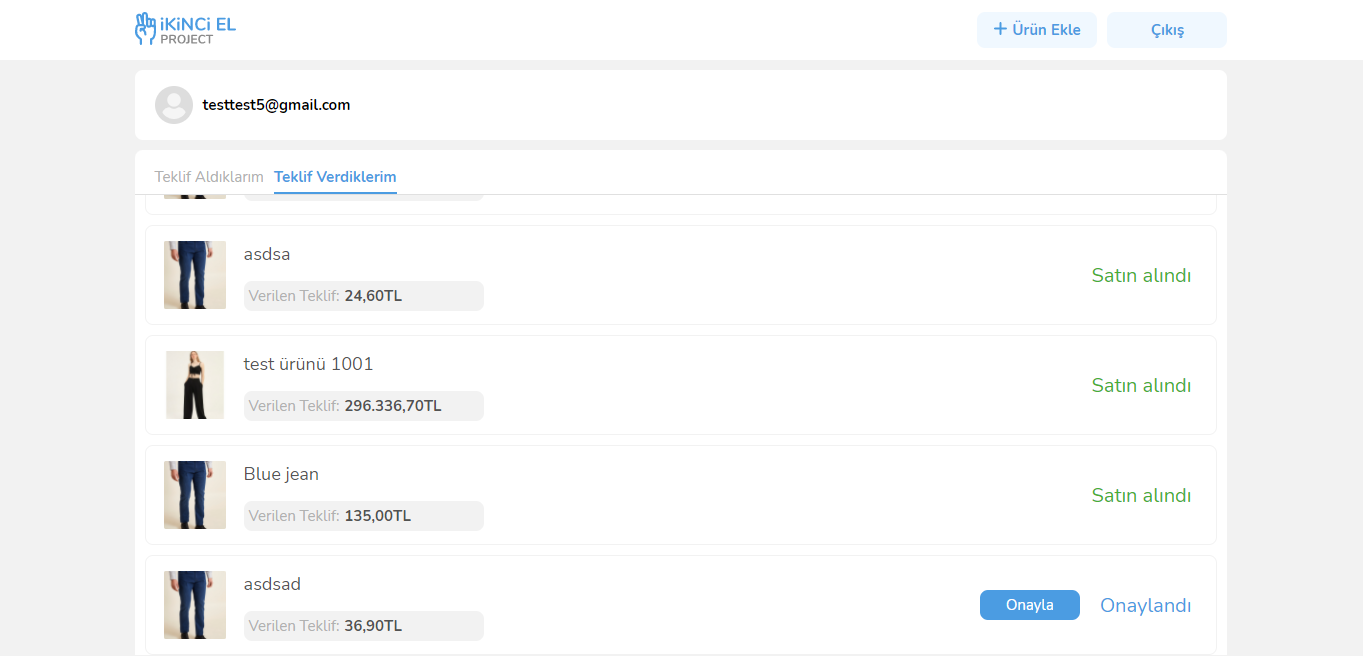 iKiNCi EL
PROJECT
+ Ürün Ekle
Çıkış
testtest5@gmail.com
Teklif Aldıklarım
Teklif Verdiklerim
asdsa
Verilen Teklif: 24,60TL
Satın alındı
test ürünü 1001
Verilen Teklif: 296.336,70TL
Satın alındı
Blue jean
Verilen Teklif: 135,00TL
Satın alındı
asdsad
Verilen Teklif: 36,90TL
Onayla
Onaylandı